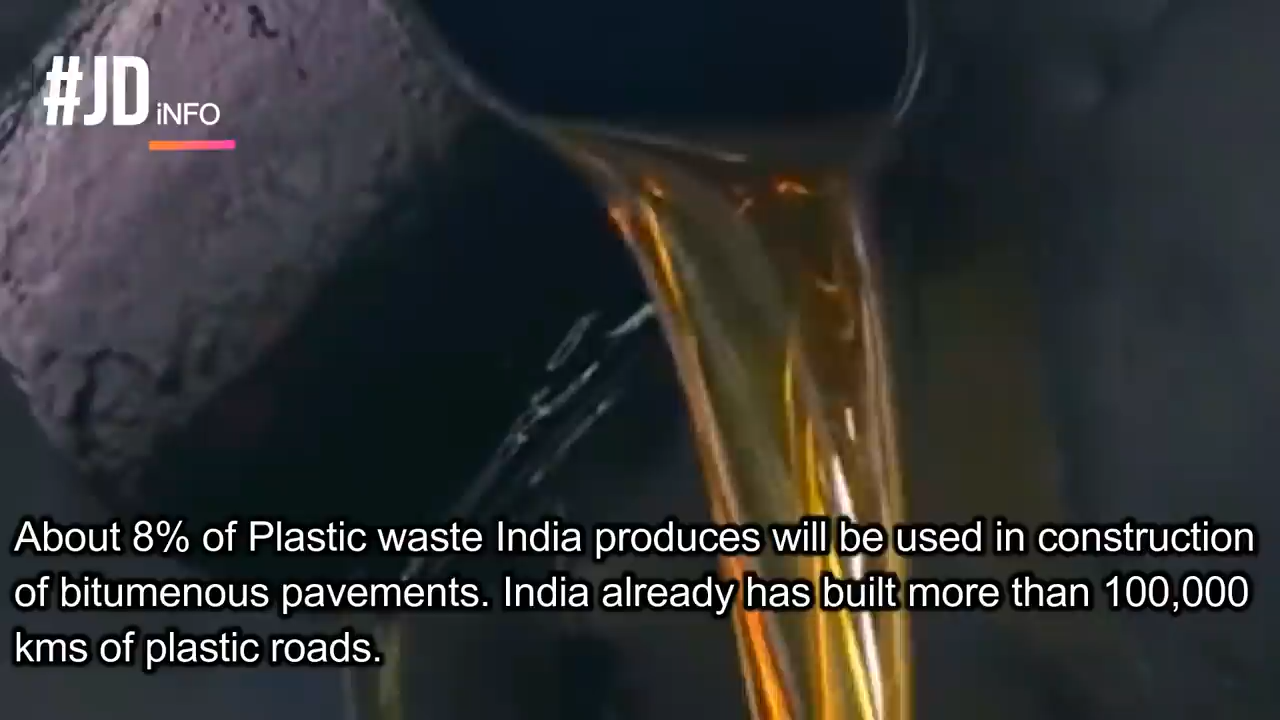 #JD iNFO
About 8% of Plastic waste India produces will be used in construction
of bitumenous pavements. India already has built more than 100,000
kms of plastic roads.